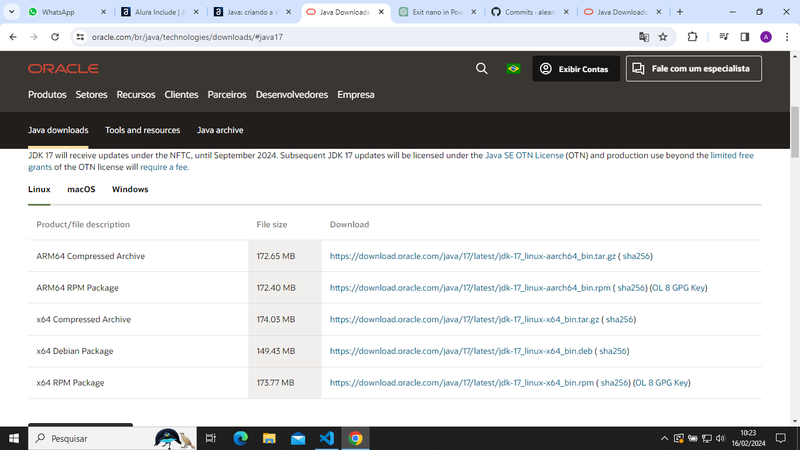 WhatsApp
Alura Include | J
Java: criando a
Java Downloads
Exit nano in Pow
Commits · alean
Java Downloads
oracle.com/br/java/technologies/downloads/#java17
A
ORACLE
Exibir Contas
Fale com um especialista
Produtos Setores Recursos Clientes Parceiros Desenvolvedores Empresa
Java downloads Tools and resources Java archive
JDK 17 will receive updates under the NFTC, until September 2024. Subsequent JDK 17 updates will be licensed under the Java SE OTN License (OTN) and production use beyond the limited free
grants of the OTN license will require a fee.
Linux macOS Windows
Product/file description File size Download
ARM64 Compressed Archive 172.65 MB https://download.oracle.com/java/17/latest/jdk-17_linux-aarch64_bin.tar.gz ( sha256)
ARM64 RPM Package 172.40 MB https://download.oracle.com/java/17/latest/jdk-17_linux-aarch64_bin.rpm ( sha256) (OL 8 GPG Key)
x64 Compressed Archive 174.03 MB https://download.oracle.com/java/17/latest/jdk-17_linux-x64_bin.tar.gz ( sha256)
x64 Debian Package 149.43 MB https://download.oracle.com/java/17/latest/jdk-17_linux-x64_bin.deb ( sha256)
x64 RPM Package 173.77 MB https://download.oracle.com/java/17/latest/jdk-17_linux-x64_bin.rpm ( sha256) (OL 8 GPG Key)
Pesquisar
10:23
16/02/2024